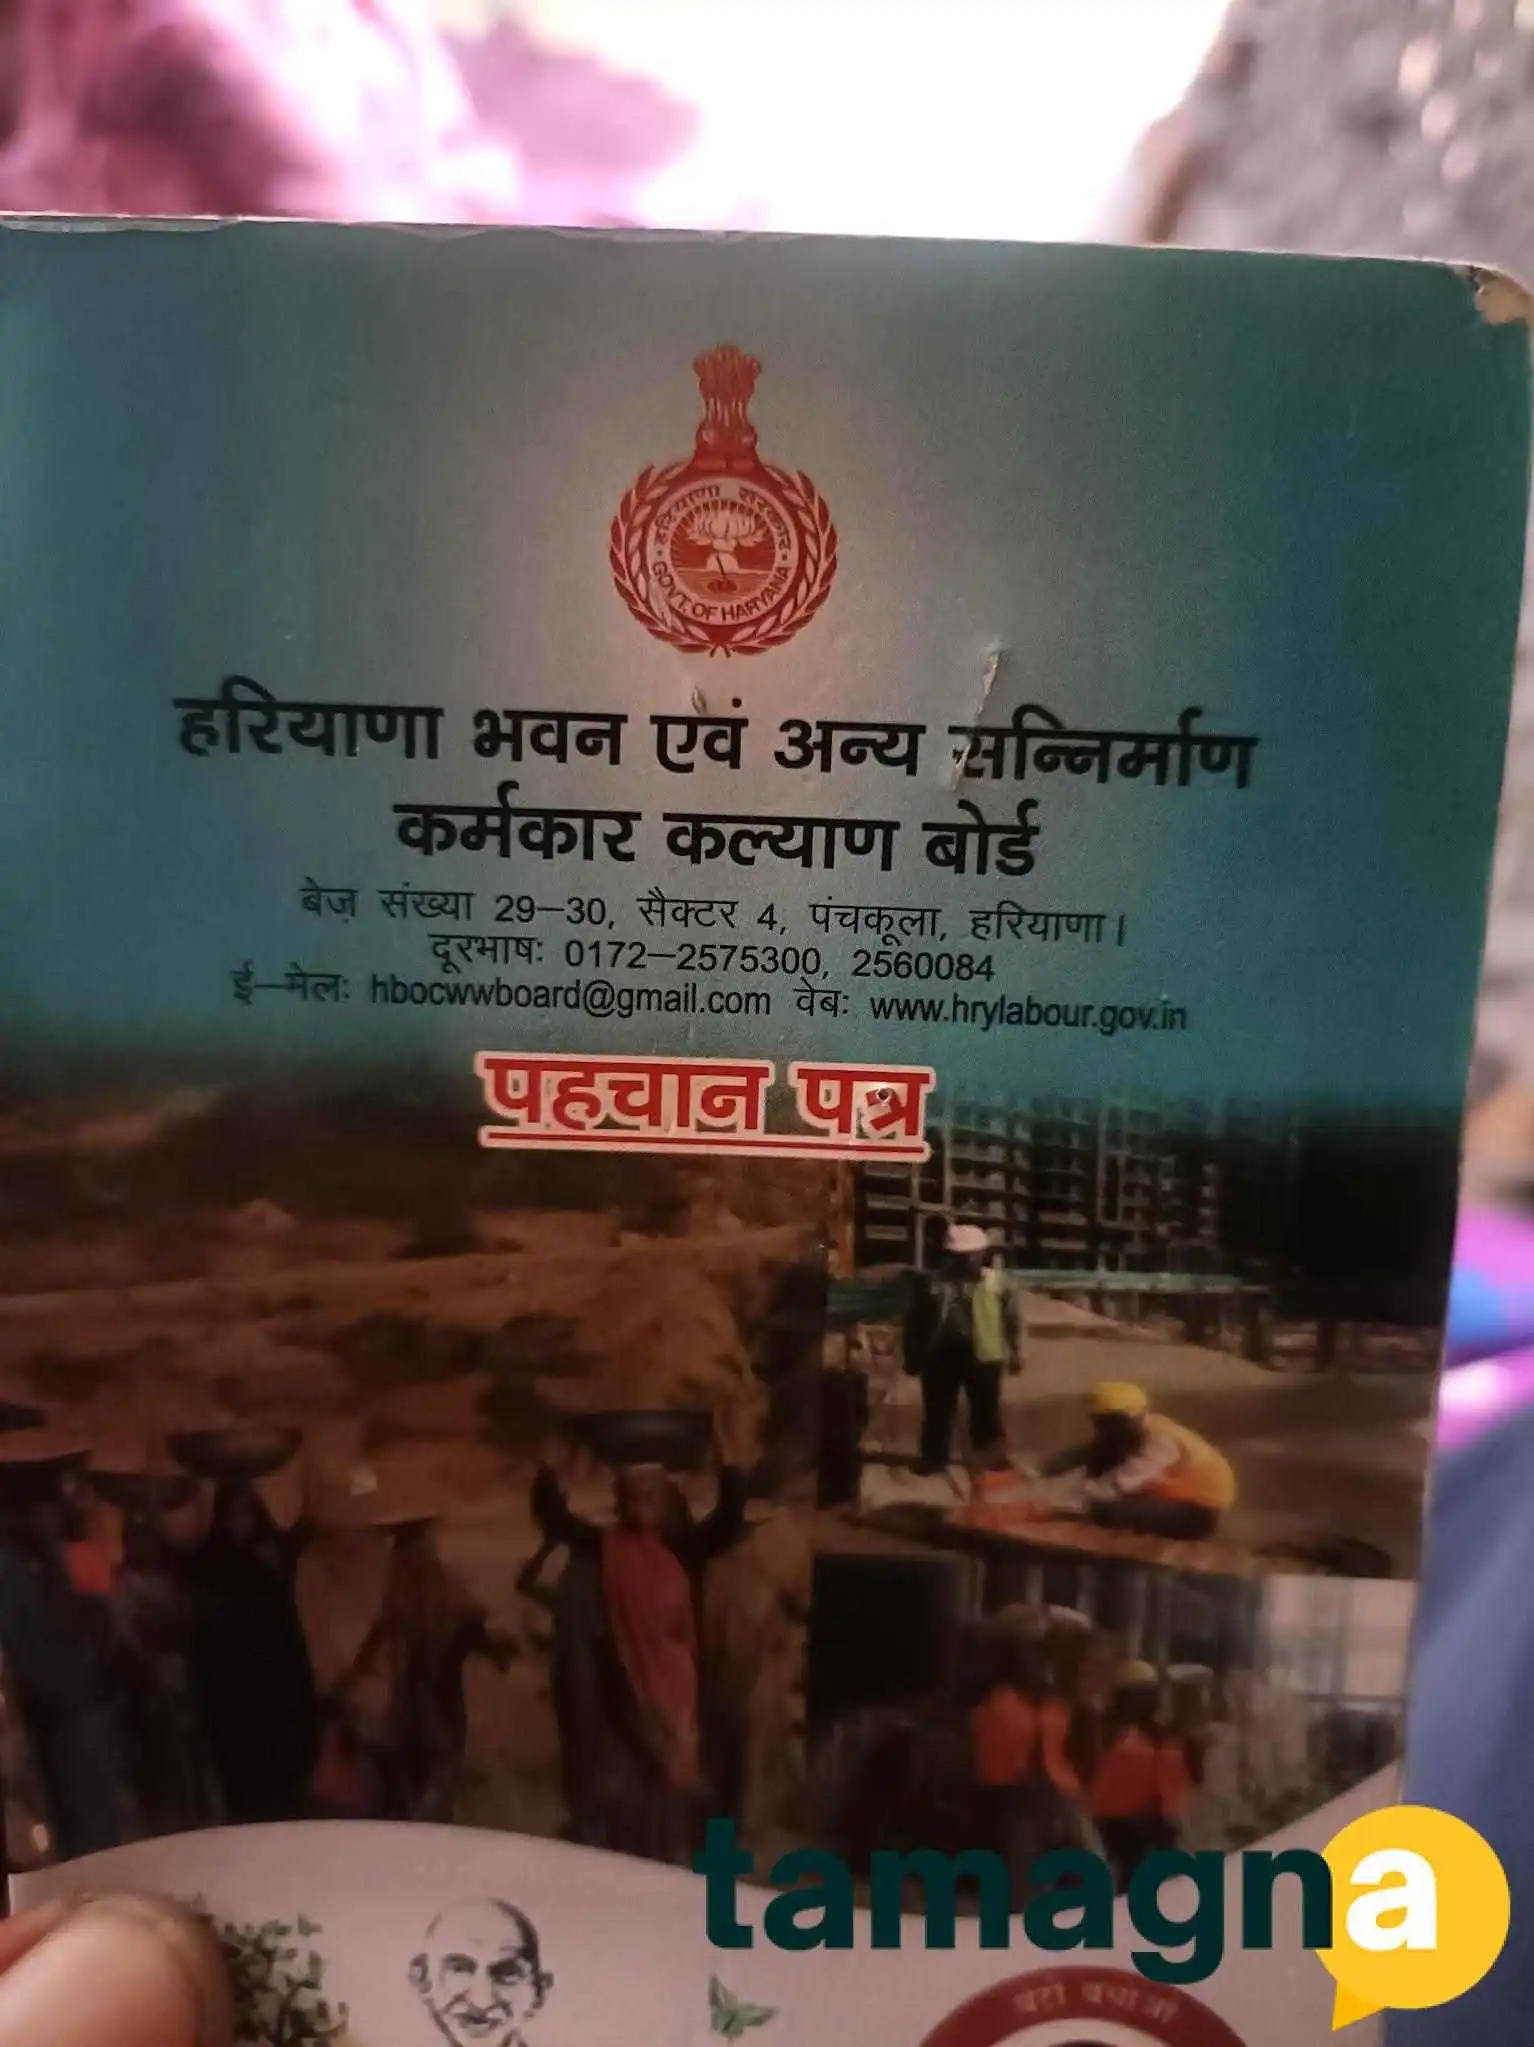 हरियाणा सरकार
GOVT. OF HARYANA
हरियाणा भवन एवं अन्य सन्निर्माण
कर्मकार कल्याण बोर्ड
बेज़ संख्या 29–30, सैक्टर 4, पंचकूला, हरियाणा।
दूरभाषः 0172–2575300, 2560084
ई–मेलः hbocwwboard@gmail.com वेबः www.hrylabour.gov.in
पहचान पत्र
tamagna
बेटी बचाओ